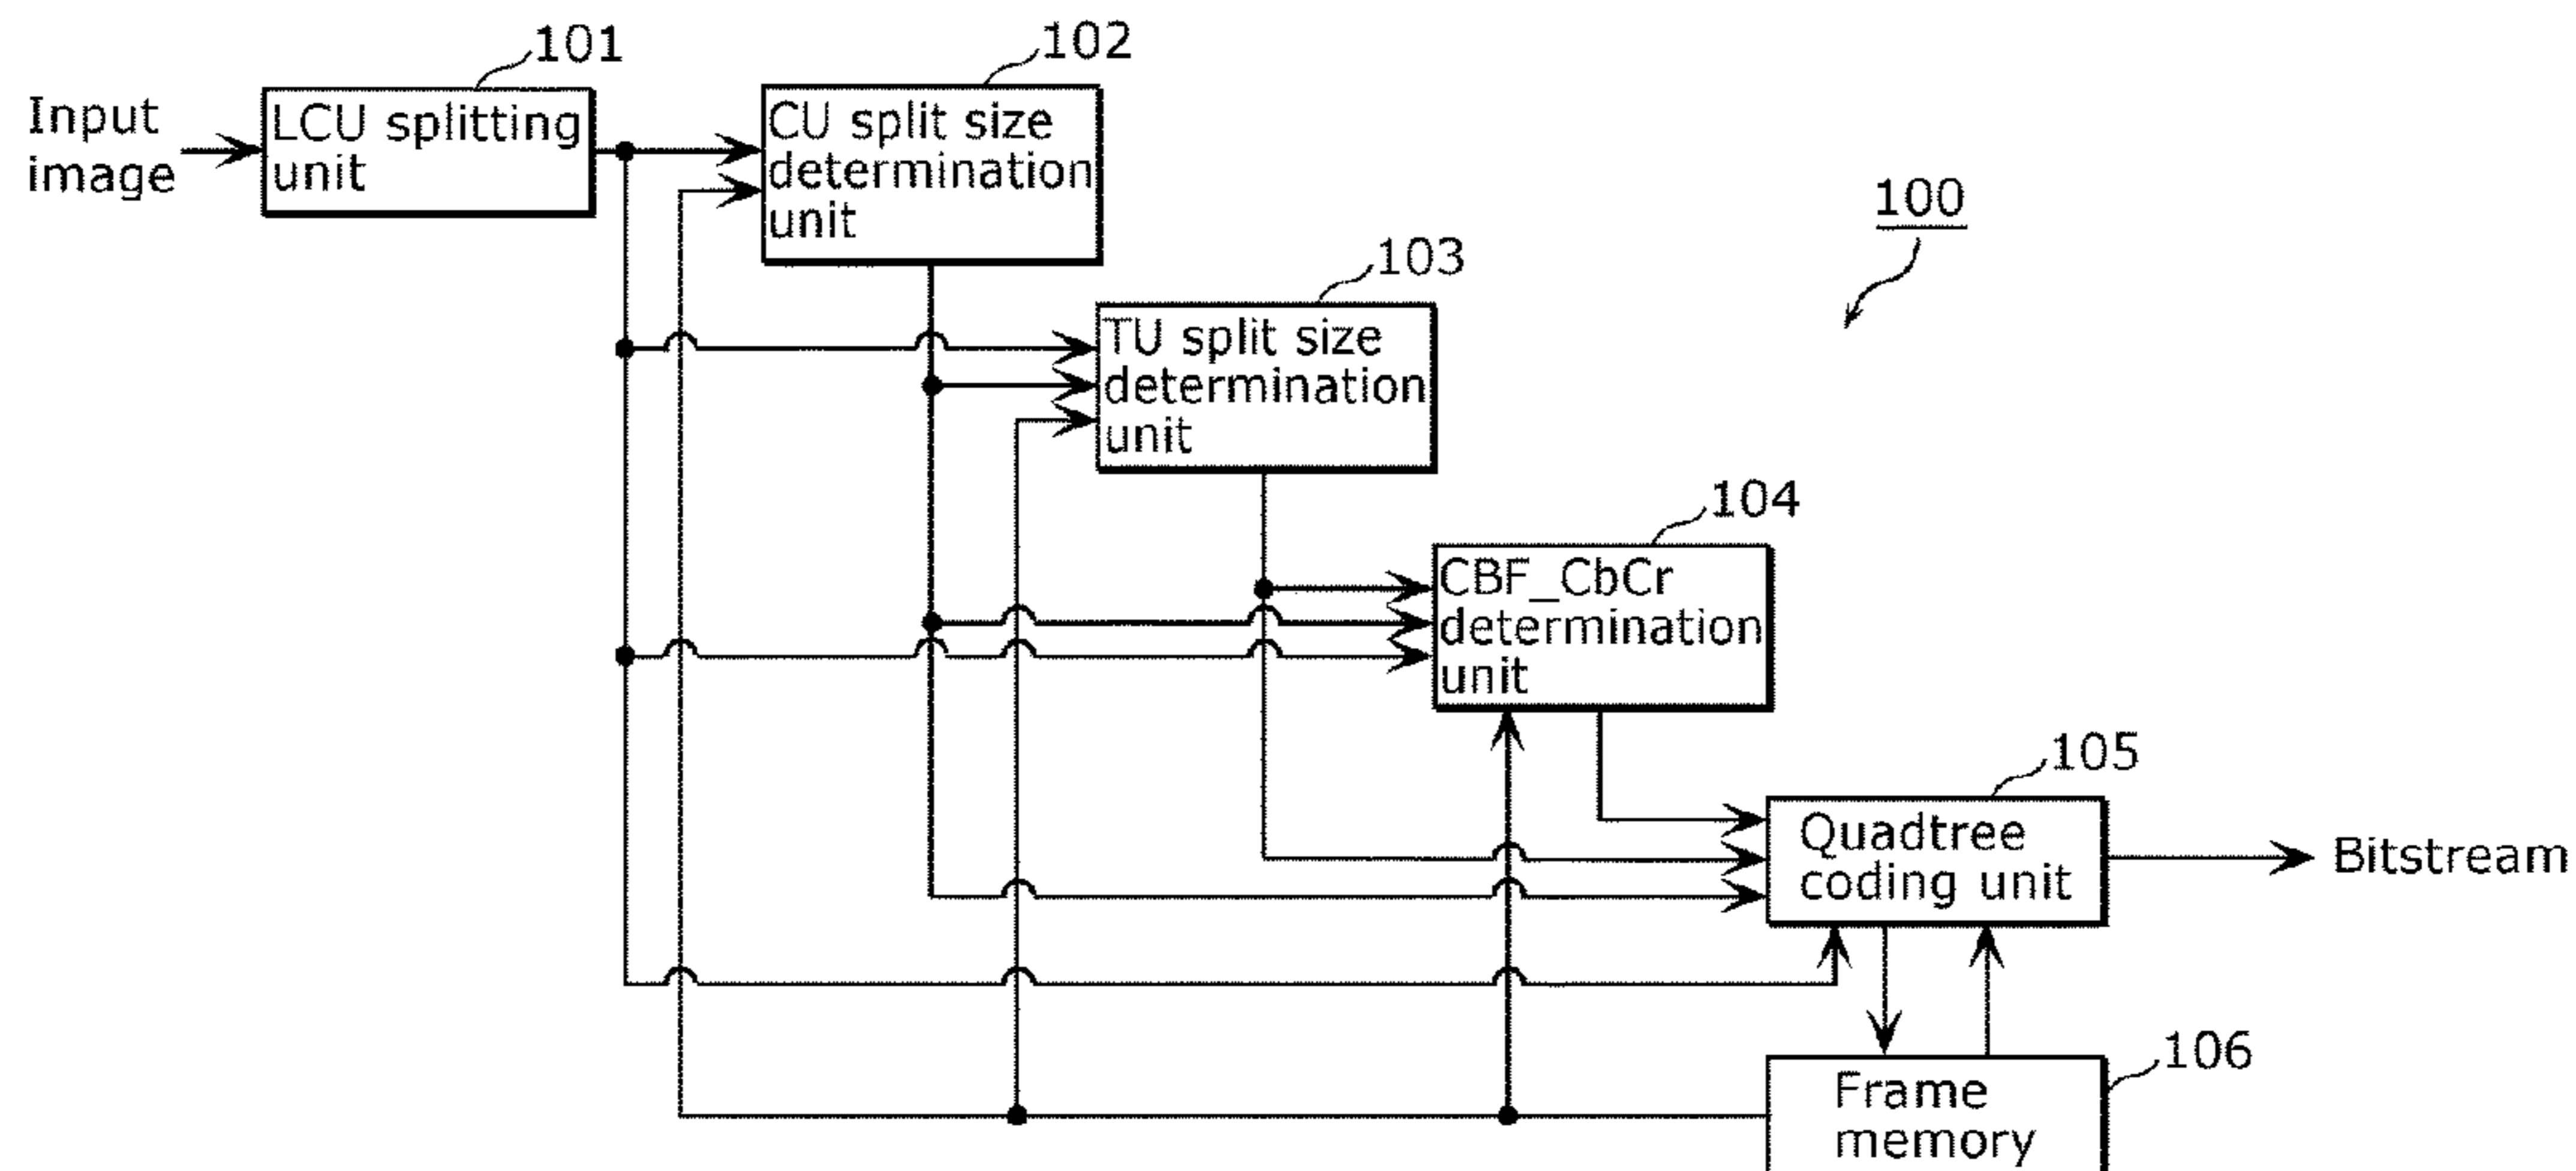 101
102
Input
image
LCU splitting
unit
CU split size
determination
unit
100
103
TU split size
determination
unit
104
CBF_CbCr
determination
unit
105
Quadtree
coding unit
Bitstream
106
Frame
memory